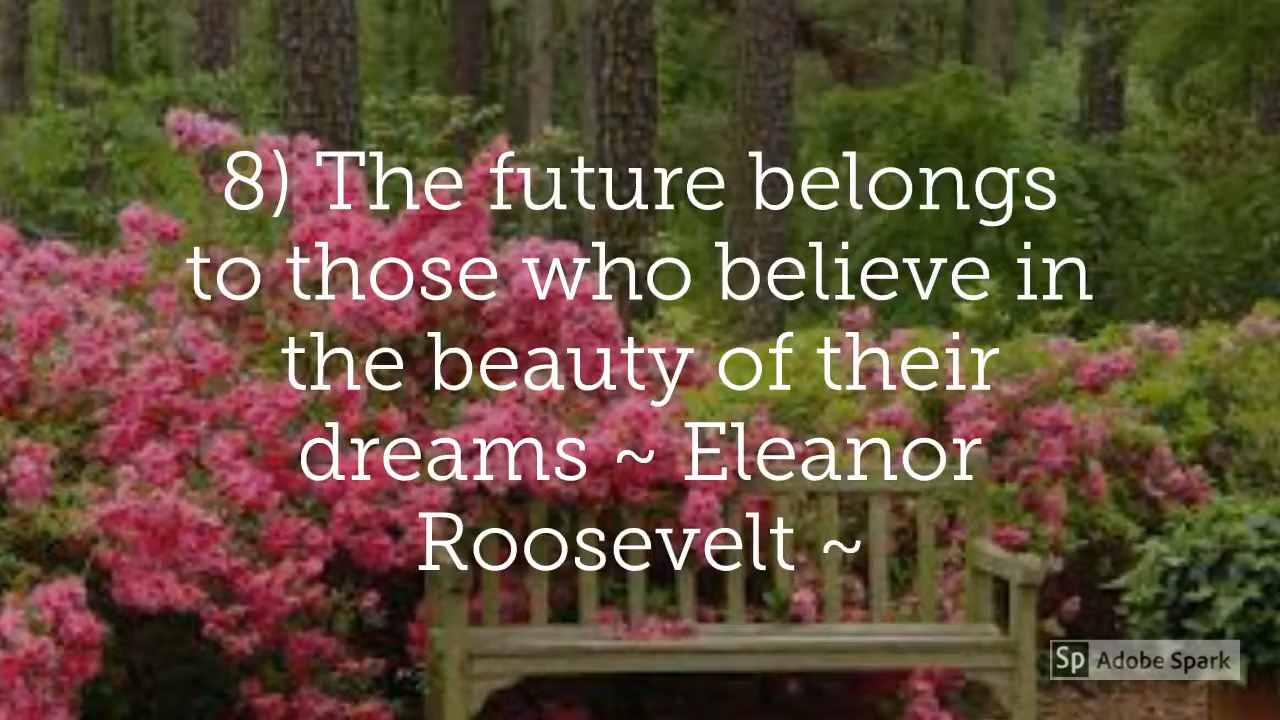 8) The future belongs
to those who believe in
the beauty of their
dreams ~ Eleanor
Roosevelt ~
Sp Adobe Spark